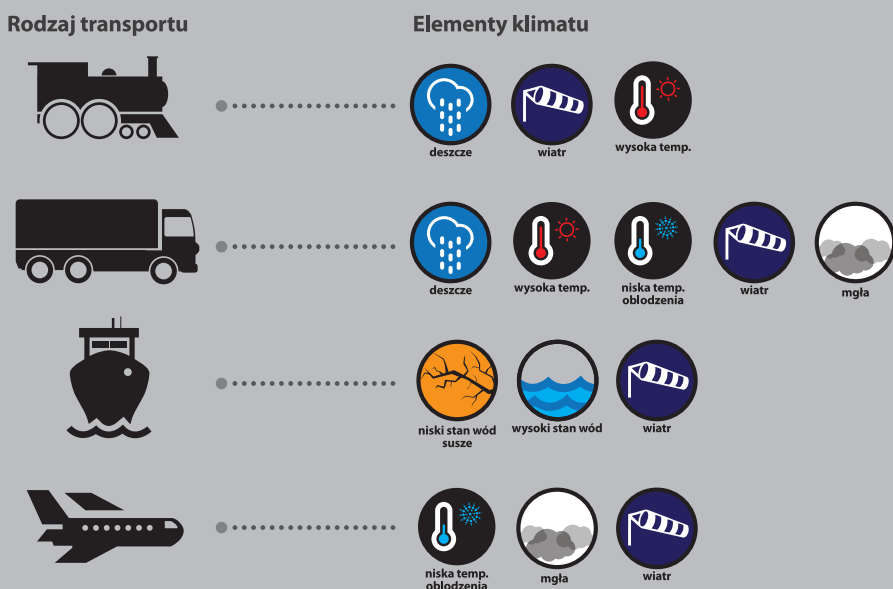 Rodzaj transportu
Elementy klimatu
deszcze
wiatr
wysoka temp.
deszcze
wysoka temp.
niska temp.
oblodzenia
wiatr
mgła
niski stan wód
susze
wysoki stan wód
wiatr
niska temp.
oblodzenia
mgła
wiatr